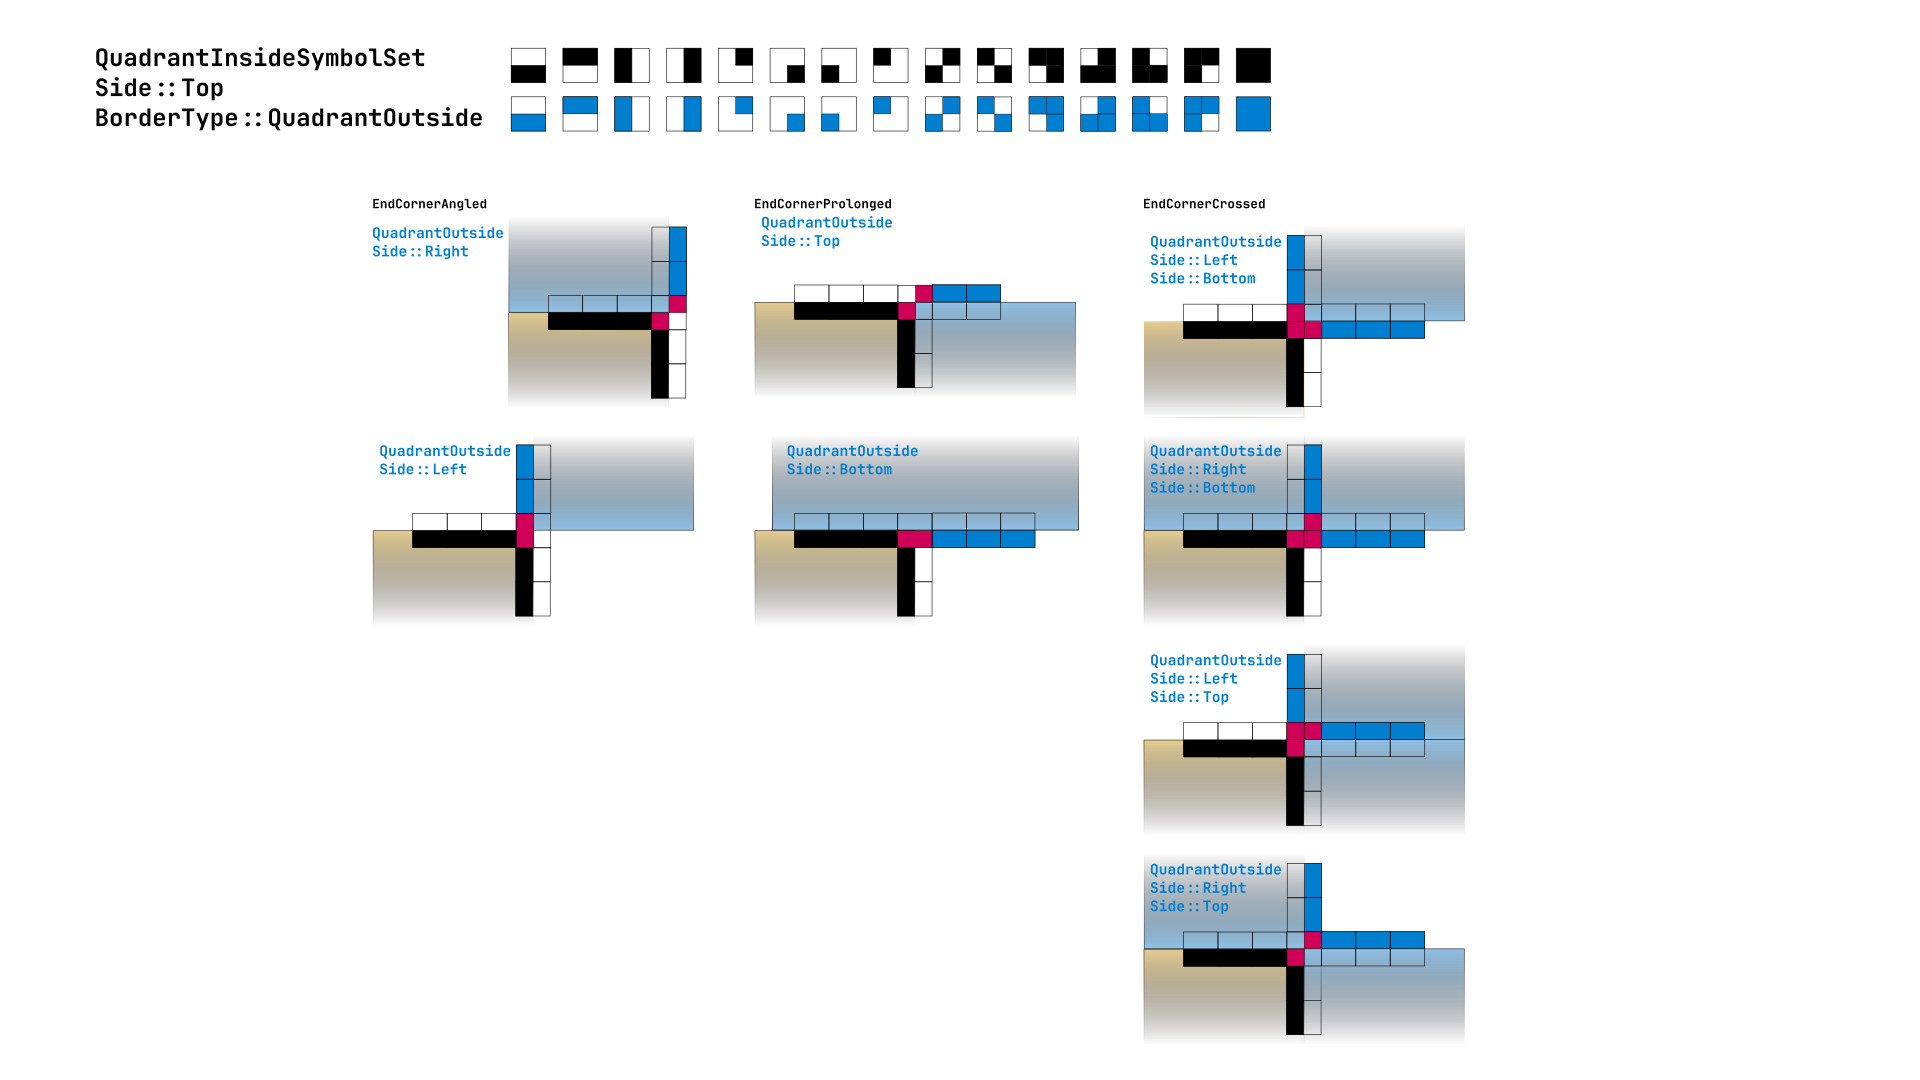 QuadrantInsideSymbolSet
Side::Top
BorderType::QuadrantOutside
EndCornerAngled
QuadrantOutside
Side::Right
EndCornerProlonged
QuadrantOutside
Side::Top
EndCornerCrossed
QuadrantOutside
Side::Left
Side::Bottom
QuadrantOutside
Side::Left
QuadrantOutside
Side::Bottom
QuadrantOutside
Side::Right
Side::Bottom
QuadrantOutside
Side::Left
Side::Top
QuadrantOutside
Side::Right
Side::Top